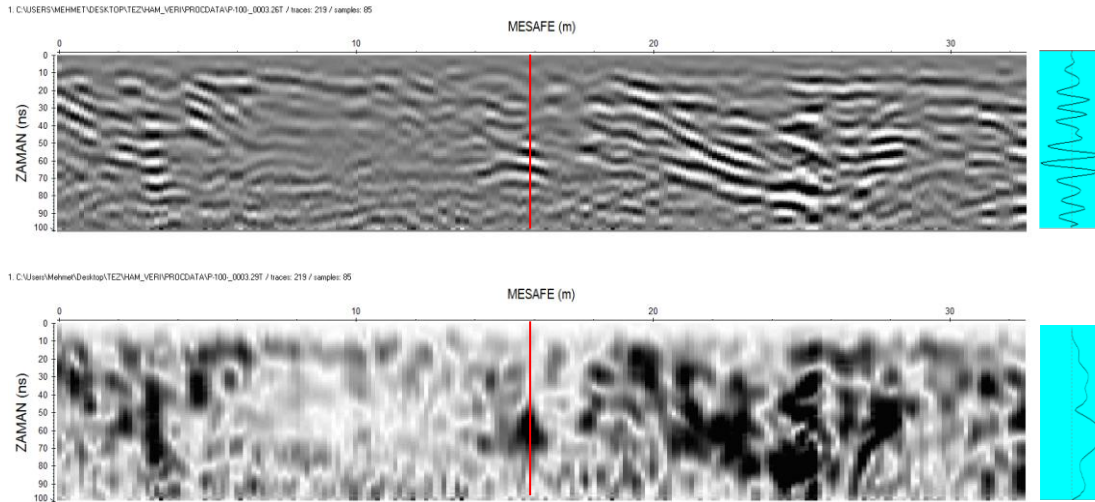 1. C:\USERS\MEHMET\DESKTOP\TEZ\HAM_VERI\PROCDATA\P-100-_0003.26T / traces: 219 / samples: 85
MESAFE (m)
0 10 20 30
ZAMAN (ns)
0
10
20
30
40
50
60
70
80
90
100
1. C:\Users\Mehmet\Desktop\TEZ\HAM_VERI\PROCDATA\P-100-_0003.29T / traces: 219 / samples: 85
MESAFE (m)
0 10 20 30
ZAMAN (ns)
0
10
20
30
40
50
60
70
80
90
100